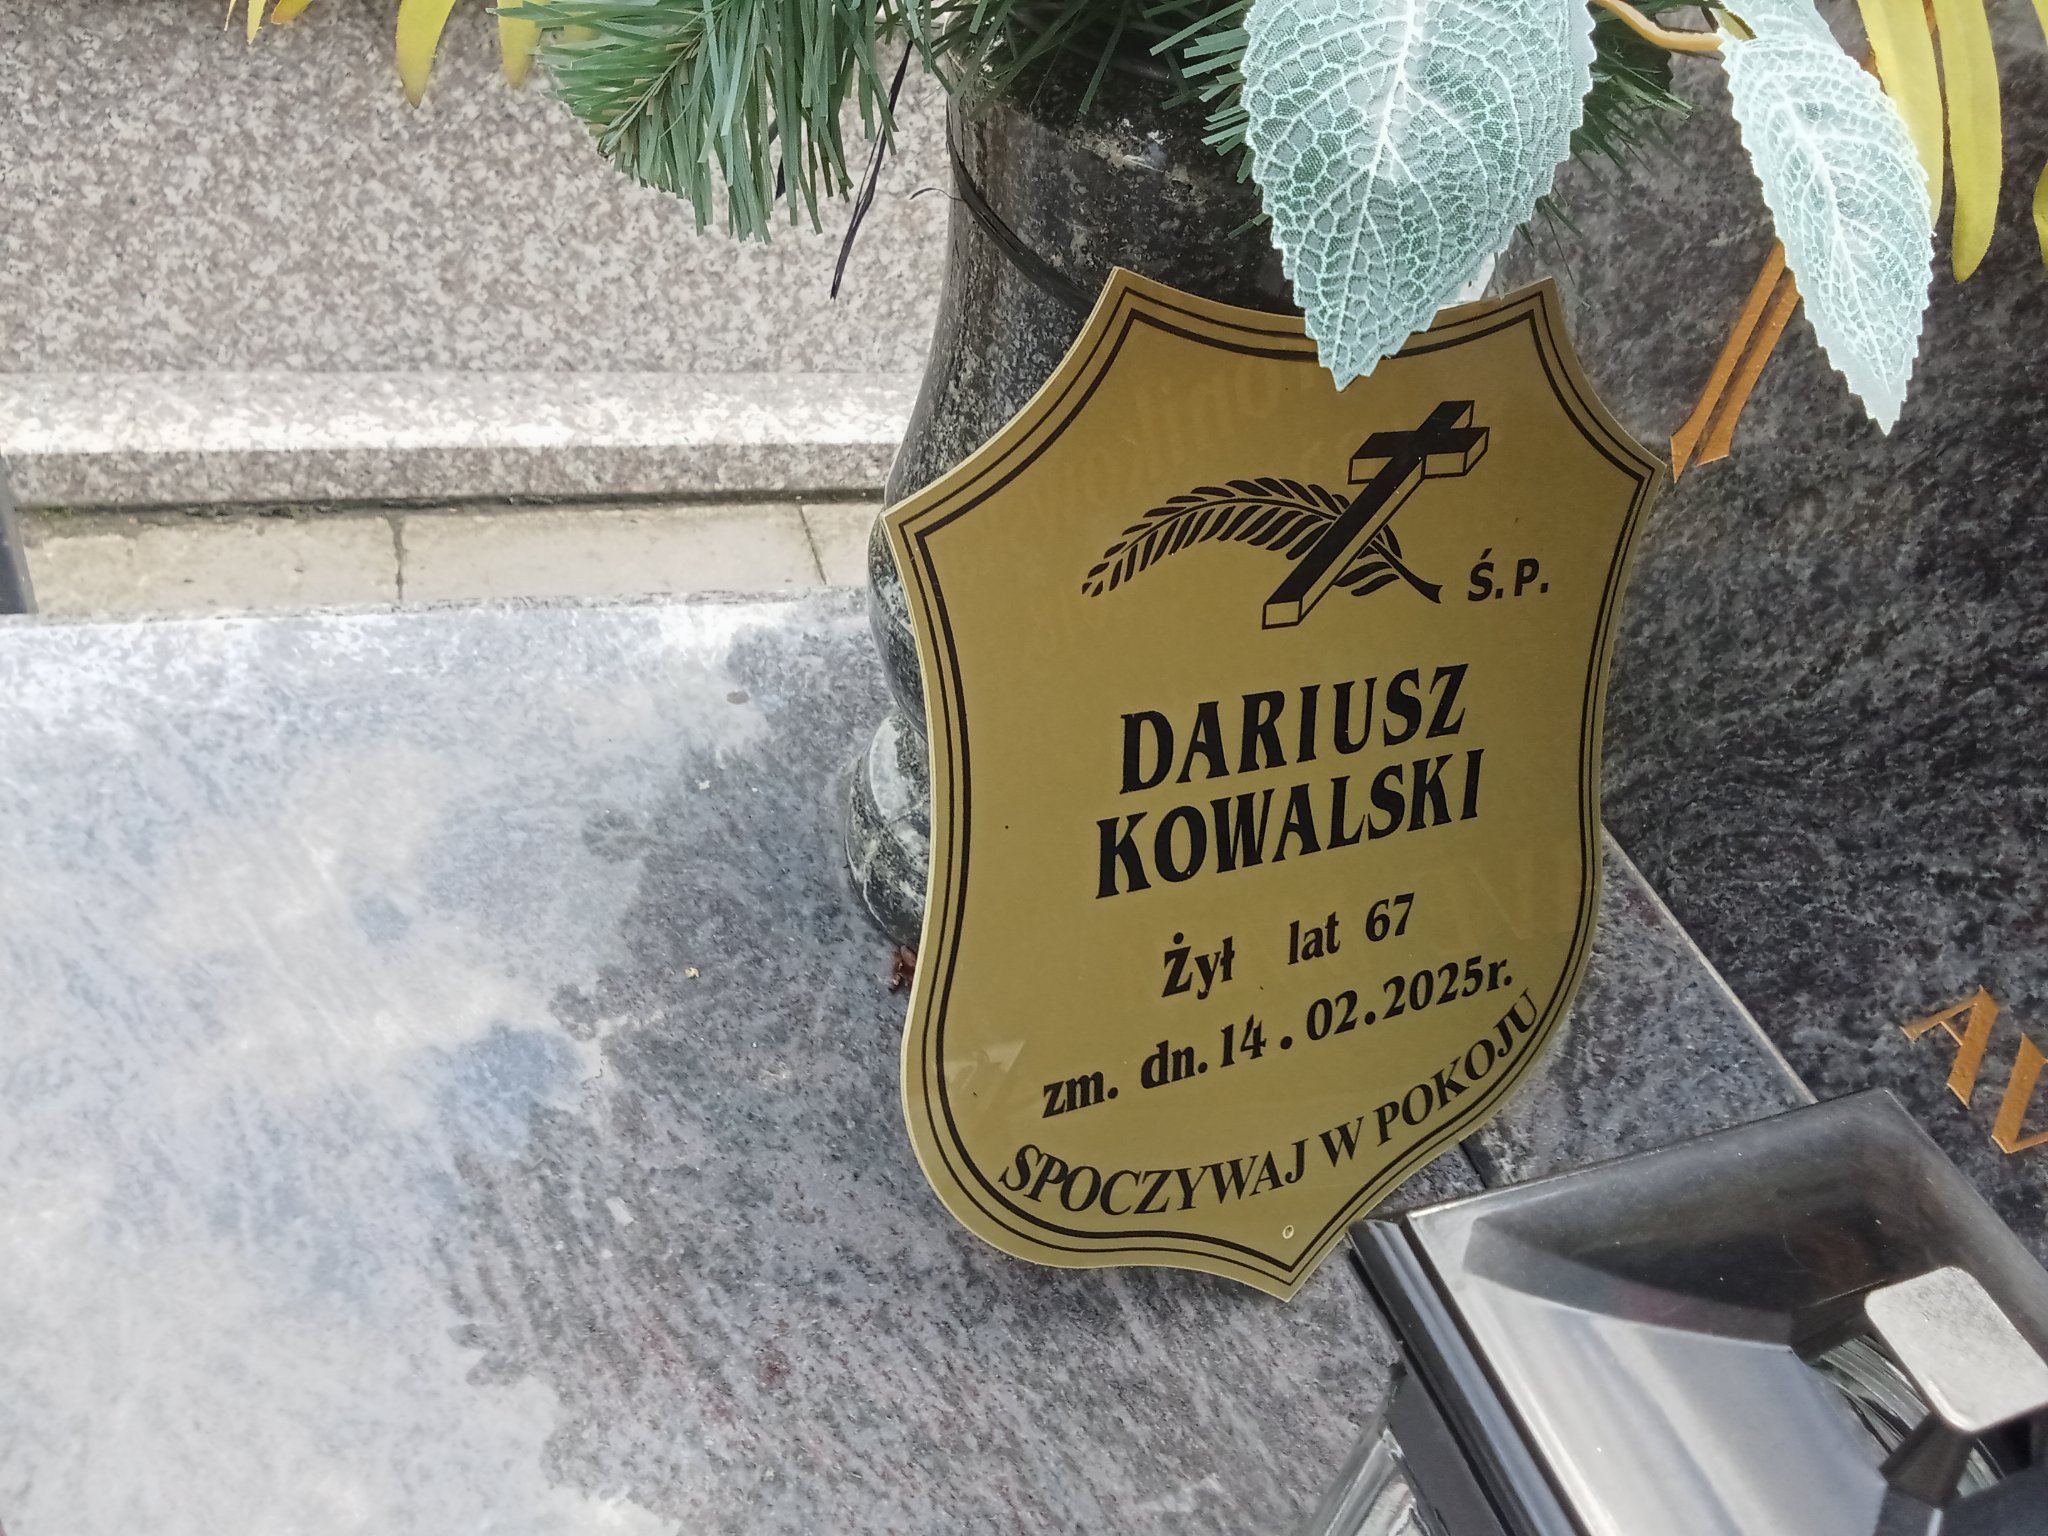 Ś.P.
DARIUSZ
KOWALSKI
Żył lat 67
zm. dn. 14.02.2025r.
SPOCZYWAJ W POKOJU